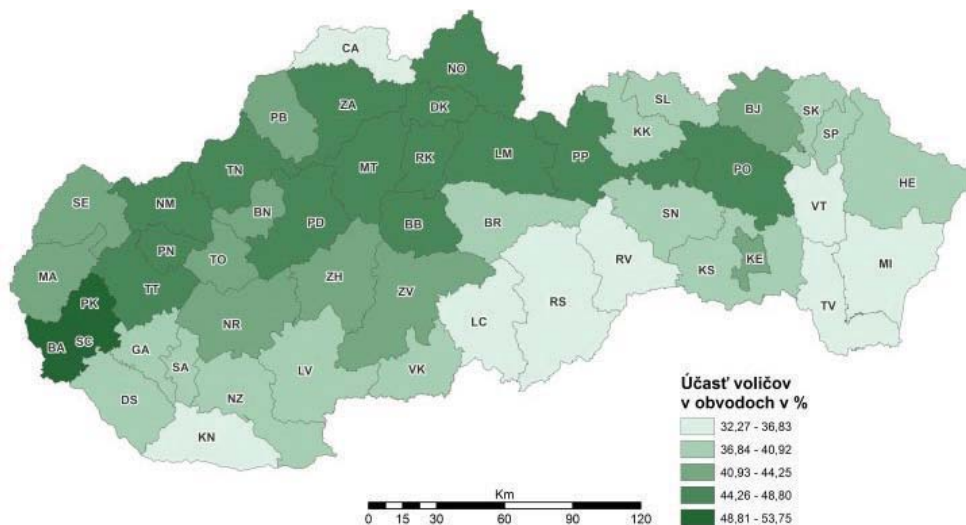 CA
NO
ZA
DK
PB
SL
BJ
SK
KK
SP
TN
MT
RK
LM
PP
PO
HE
SE
NM
BN
PD
BB
BR
SN
VT
PN
TO
ZH
KE
MA
TT
RV
KS
MI
PK
NR
ZV
LC
RS
TV
BA
SC
GA
SA
LV
VK
DS
NZ
KN
Účasť voličov
v obvodoch v %
32,27 - 36,83
36,84 - 40,92
40,93 - 44,25
44,26 - 48,80
48,81 - 53,75
Km
0 15 30 60 90 120